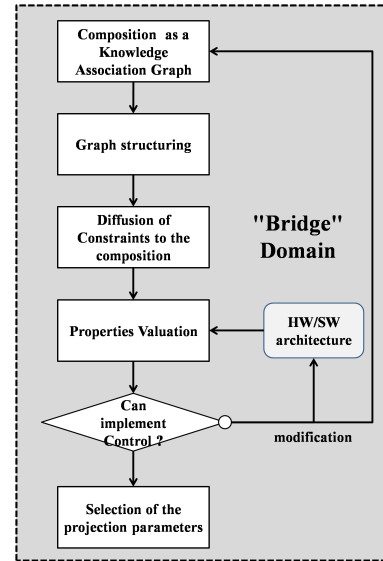 Composition as a
Knowledge
Association Graph
Graph structuring
Diffusion of
Constraints to the
composition
"Bridge"
Domain
Properties Valuation
HW/SW
architecture
Can
implement
Control ?
modification
Selection of the
projection parameters